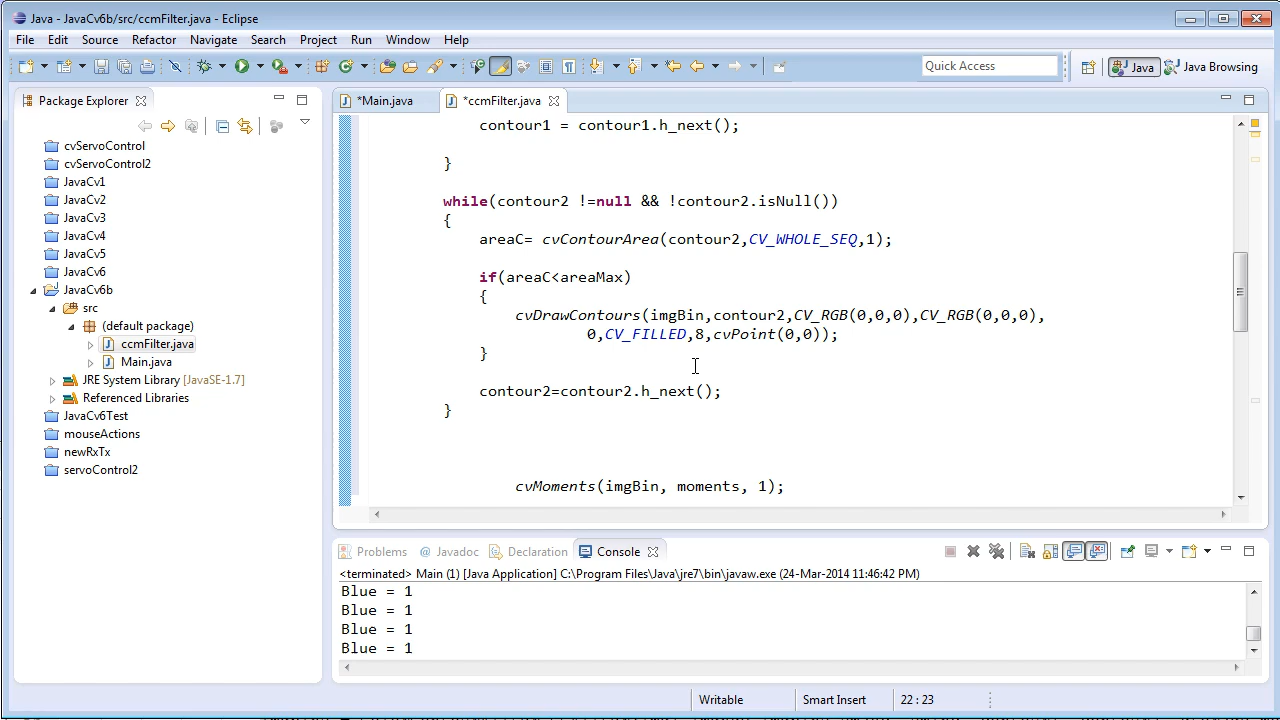 Java - JavaCv6b/src/ccmFilter.java - Eclipse
File Edit Source Refactor Navigate Search Project Run Window Help
Quick Access
Java
Java Browsing
Package Explorer
*Main.java
*ccmFilter.java
cvServoControl
cvServoControl2
JavaCv1
JavaCv2
JavaCv3
JavaCv4
JavaCv5
JavaCv6
JavaCv6b
src
(default package)
ccmFilter.java
Main.java
JRE System Library [JavaSE-1.7]
Referenced Libraries
JavaCv6Test
mouseActions
newRxTx
servoControl2
contour1 = contour1.h_next();
}
while(contour2 !=null && !contour2.isNull())
{
areaC= cvContourArea(contour2,CV_WHOLE_SEQ,1);
if(areaC<areaMax)
{
cvDrawContours(imgBin,contour2,CV_RGB(0,0,0),CV_RGB(0,0,0),
0,CV_FILLED,8,cvPoint(0,0));
}
contour2=contour2.h_next();
}
cvMoments(imgBin, moments, 1);
Problems @ Javadoc Declaration Console
<terminated> Main (1) [Java Application] C:\Program Files\Java\jre7\bin\javaw.exe (24-Mar-2014 11:46:42 PM)
Blue = 1
Blue = 1
Blue = 1
Blue = 1
Writable Smart Insert 22 : 23